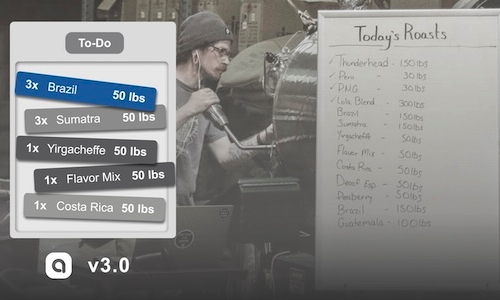 To-Do
3x Brazil 50 lbs
3x Sumatra 50 lbs
1x Yirgacheffe 50 lbs
1x Flavor Mix 50 lbs
1x Costa Rica 50 lbs
a v3.0
Today's Roasts
✓ Thunderhead - 150 lbs
✓ Peru - 30 lbs
✓ PNG - 30 lbs
✓ Lula Blend - 300 lbs
Brazil - 150 lbs
Sumatra - 150 lbs
Yirgacheffe - 50 lbs
Flavor Mix - 50 lbs
Costa Rica - 50 lbs
Decaf Esp. - 50 lbs
Peaberry - 50 lbs
Brazil - 150 lbs
Guatemala - 100 lbs